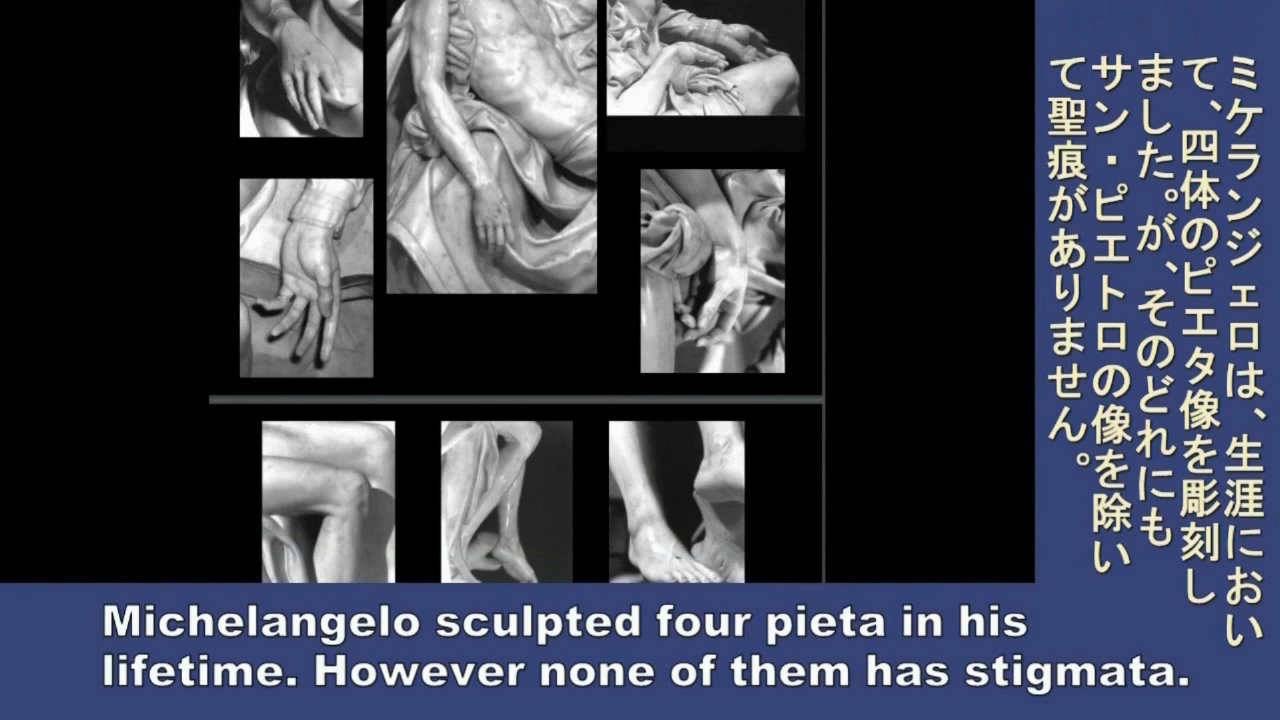 ミケランジェロは、生涯におい
て、四体のピエタ像を彫刻し
ました。が、そのどれにも
サン・ピエトロの像を除い
て聖痕がありません。
Michelangelo sculpted four pieta in his
lifetime. However none of them has stigmata.